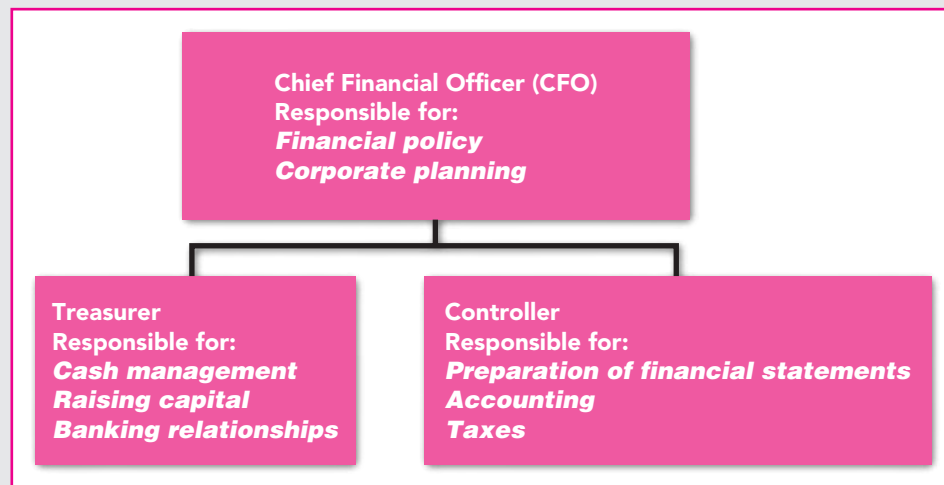 Chief Financial Officer (CFO)
Responsible for:
Financial policy
Corporate planning
Treasurer
Responsible for:
Cash management
Raising capital
Banking relationships
Controller
Responsible for:
Preparation of financial statements
Accounting
Taxes